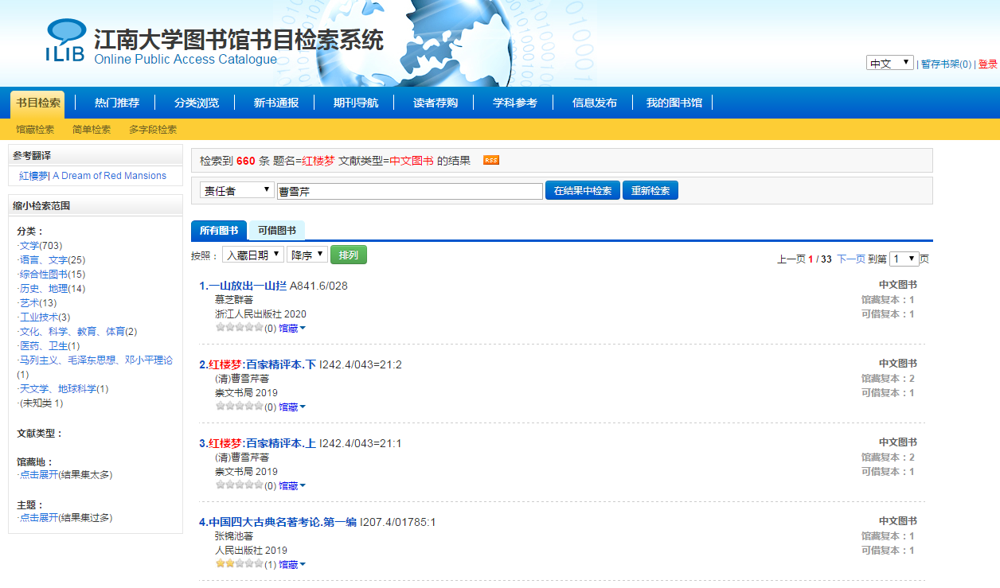 江南大学图书馆书目检索系统
ILIB
Online Public Access Catalogue
中文 | 暂存书架(0) | 登录
书目检索 热门推荐 分类浏览 新书通报 期刊导航 读者荐购 学科参考 信息发布 我的图书馆
馆藏检索 简单检索 多字段检索
参考翻译
紅樓夢| A Dream of Red Mansions
缩小检索范围
分类：
·文学(703)
·语言、文字(25)
·综合性图书(15)
·历史、地理(14)
·艺术(13)
·工业技术(3)
·文化、科学、教育、体育(2)
·医药、卫生(1)
·马列主义、毛泽东思想、邓小平理论
(1)
·天文学、地球科学(1)
·(未知类 1)
文献类型：
馆藏地：
·点击展开(结果集太多)
主题：
·点击展开(结果集过多)
检索到 660 条 题名=红楼梦 文献类型=中文图书 的结果 RSS
责任者 曹雪芹 在结果中检索 重新检索
所有图书 可借图书
按照： 入藏日期 降序 排列
上一页 1 / 33 下一页 到第 1 页
1.一山放出一山拦 A841.6/028 中文图书
慕芝群著 馆藏复本：1
浙江人民出版社 2020 可借复本：1
(0) 馆藏
2.红楼梦:百家精评本.下 I242.4/043=21:2 中文图书
(清)曹雪芹著 馆藏复本：2
崇文书局 2019 可借复本：1
(0) 馆藏
3.红楼梦:百家精评本.上 I242.4/043=21:1 中文图书
(清)曹雪芹著 馆藏复本：2
崇文书局 2019 可借复本：1
(0) 馆藏
4.中国四大古典名著考论.第一编 I207.4/01785:1 中文图书
张锦池著 馆藏复本：1
人民出版社 2019 可借复本：1
(1) 馆藏